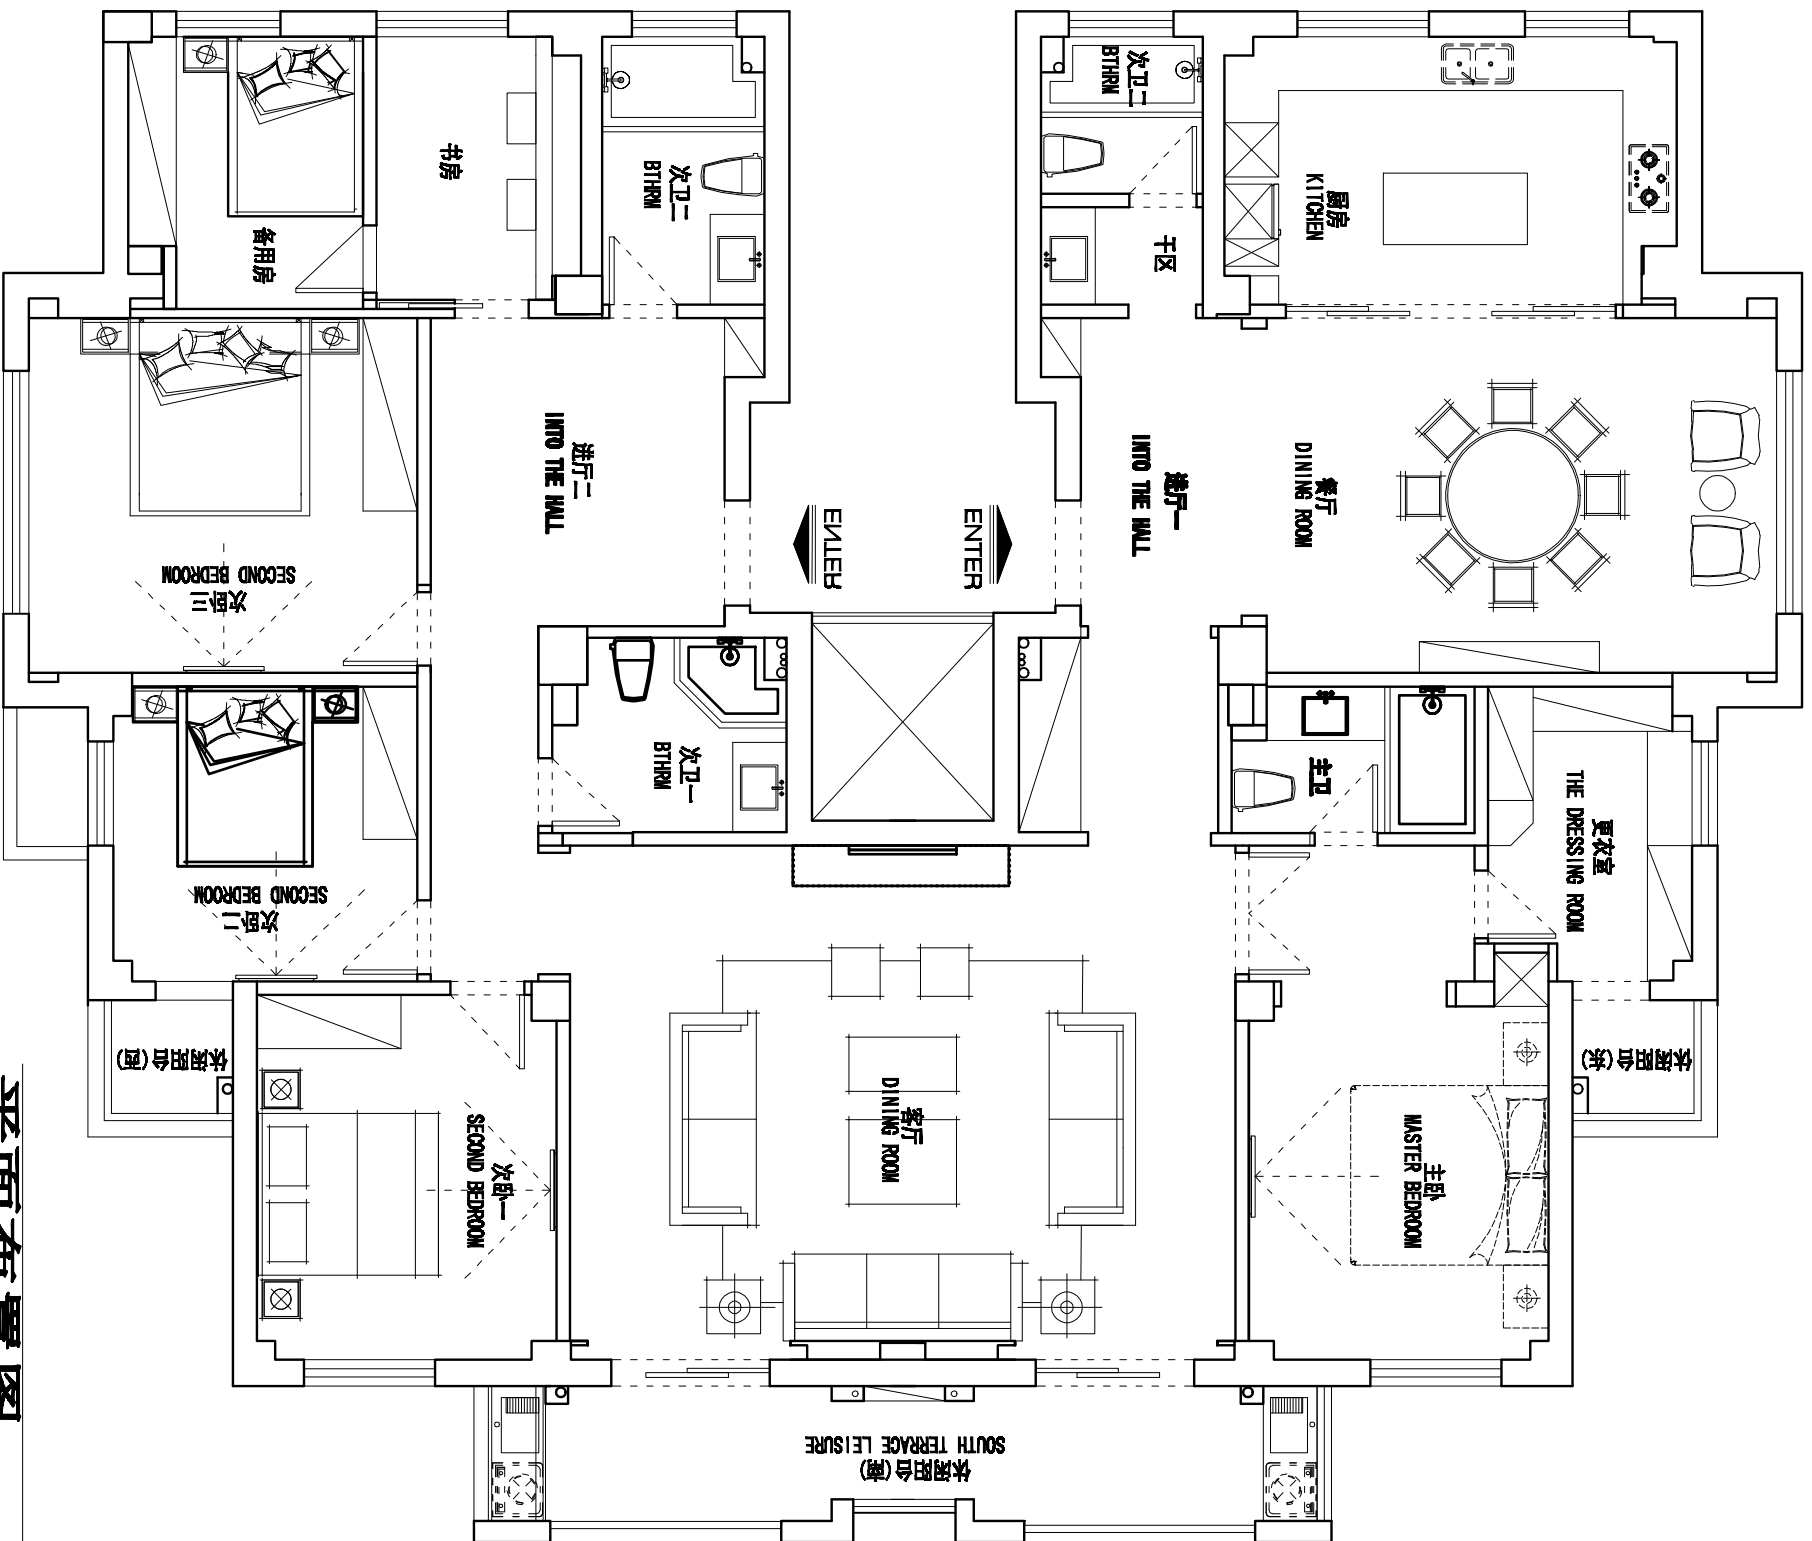 次卫二
BTHRM
次卫二
BTHRM
书房
备用房
厨房
KITCHEN
干区
进厅二
INTO THE HALL
进厅一
INTO THE HALL
餐厅
DINING ROOM
ENTER
ENTER
SECOND BEDROOM
次卧三
次卫一
BTHRM
主卫
更衣室
THE DRESSING ROOM
SECOND BEDROOM
次卧二
休闲阳台(西)
休闲阳台(东)
次卧一
SECOND BEDROOM
客厅
DINING ROOM
主卧
MASTER BEDROOM
SOUTH TERRACE LEISURE
休闲阳台(南)
平面布置图